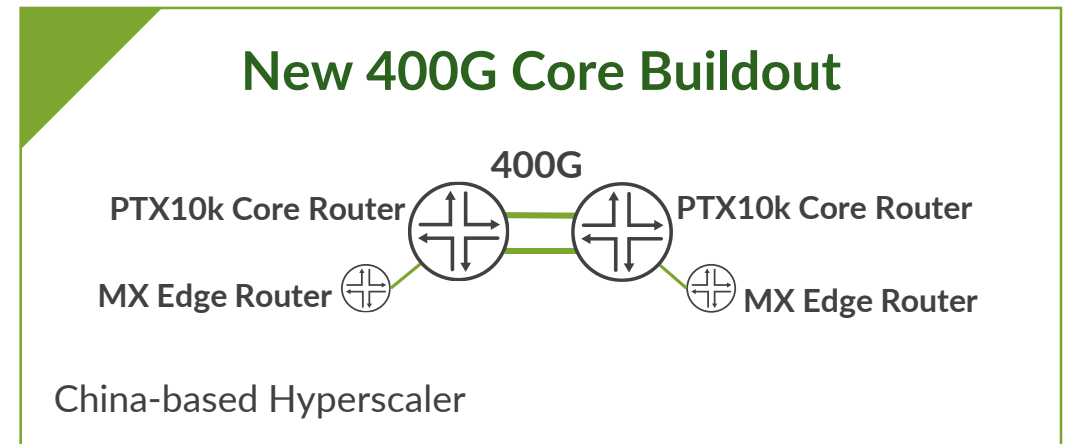 New 400G Core Buildout
400G
PTX10k Core Router
PTX10k Core Router
MX Edge Router
MX Edge Router
China-based Hyperscaler